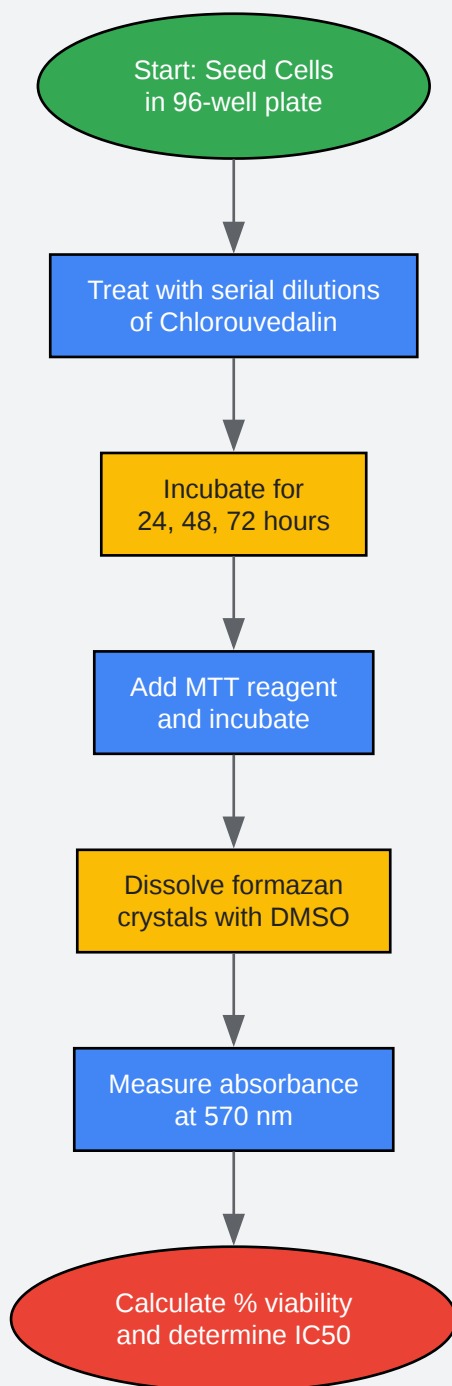 Start: Seed Cells
in 96-well plate
Treat with serial dilutions
of Chlorouvedalin
Incubate for
24, 48, 72 hours
Add MTT reagent
and incubate
Dissolve formazan
crystals with DMSO
Measure absorbance
at 570 nm
Calculate % viability
and determine IC50